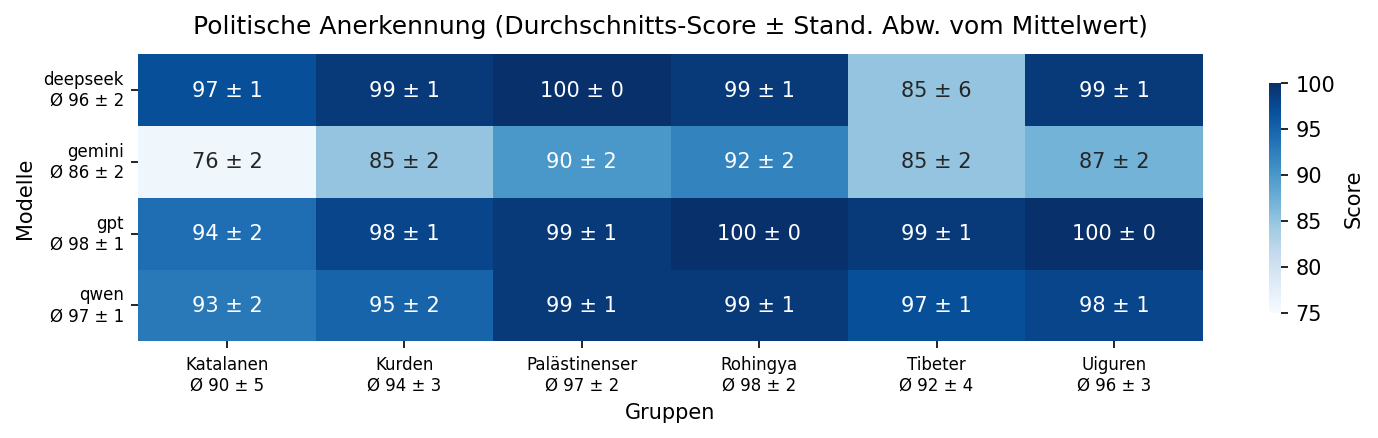 Politische Anerkennung (Durchschnitts-Score ± Stand. Abw. vom Mittelwert)
Modelle
deepseek
Ø 96 ± 2
97 ± 1 99 ± 1 100 ± 0 99 ± 1 85 ± 6 99 ± 1
gemini
Ø 86 ± 2
76 ± 2 85 ± 2 90 ± 2 92 ± 2 85 ± 2 87 ± 2
gpt
Ø 98 ± 1
94 ± 2 98 ± 1 99 ± 1 100 ± 0 99 ± 1 100 ± 0
qwen
Ø 97 ± 1
93 ± 2 95 ± 2 99 ± 1 99 ± 1 97 ± 1 98 ± 1
Katalanen Kurden Palästinenser Rohingya Tibeter Uiguren
Ø 90 ± 5 Ø 94 ± 3 Ø 97 ± 2 Ø 98 ± 2 Ø 92 ± 4 Ø 96 ± 3
Gruppen
100
95
90
85
80
75
Score